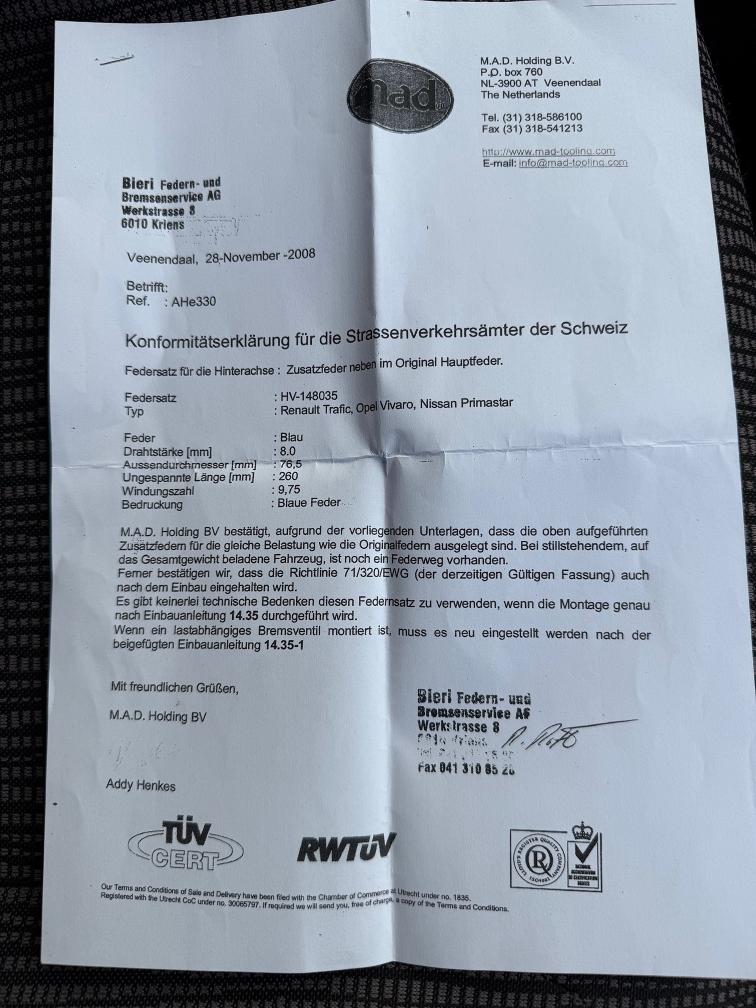 mad
M.A.D. Holding B.V.
P.O. box 760
NL-3900 AT Veenendaal
The Netherlands
Tel. (31) 318-586100
Fax (31) 318-541213
http://www.mad-tooling.com
E-mail: info@mad-tooling.com
Bieri Federn- und
Bremsenservice AG
Werkstrasse 8
6010 Kriens
Veenendaal, 28-November -2008
Betrifft:
Ref. : AHe330
Konformitätserklärung für die Strassenverkehrsämter der Schweiz
Federsatz für die Hinterachse : Zusatzfeder neben im Original Hauptfeder.
Federsatz : HV-148035
Typ : Renault Trafic, Opel Vivaro, Nissan Primastar
Feder : Blau
Drahtstärke [mm] : 8.0
Aussendurchmesser [mm] : 76,5
Ungespannte Länge [mm] : 260
Windungszahl : 9,75
Bedruckung : Blaue Feder
M.A.D. Holding BV bestätigt, aufgrund der vorliegenden Unterlagen, dass die oben aufgeführten
Zusatzfedern für die gleiche Belastung wie die Originalfedern ausgelegt sind. Bei stillstehendem, auf
das Gesamtgewicht beladene Fahrzeug, ist noch ein Federweg vorhanden.
Ferner bestätigen wir, dass die Richtlinie 71/320/EWG (der derzeitigen Gültigen Fassung) auch
nach dem Einbau eingehalten wird.
Es gibt keinerlei technische Bedenken diesen Federnsatz zu verwenden, wenn die Montage genau
nach Einbauanleitung 14.35 durchgeführt wird.
Wenn ein lastabhängiges Bremsventil montiert ist, muss es neu eingestellt werden nach der
beigefügten Einbauanleitung 14.35-1
Mit freundlichen Grüßen,
M.A.D. Holding BV
Addy Henkes
Bieri Federn- und
Bremsenservice AG
Werkstrasse 8
Fax 041 310 85 26
TÜV
CERT
RWTÜV
Our Terms and Conditions of Sale and Delivery have been filed with the Chamber of Commerce at Utrecht under no. 1835.
Registered with the Utrecht CoC under no. 30065797. If required we will send you, free of charge, a copy of the Terms and Conditions.